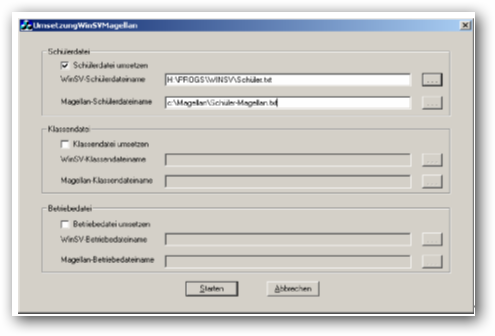 UmsetzungWinSVMagellan
Schülerdatei
Schülerdatei umsetzen
WinSV-Schülerdateiname H:\PROGS\WINSV\Schüler.txt ...
Magellan-Schülerdateiname c:\Magellan\Schüler-Magellan.txt ...
Klassendatei
Klassendatei umsetzen
WinSV-Klassendateiname ...
Magellan-Klassendateiname ...
Betriebedatei
Betriebedatei umsetzen
WinSV-Betriebedateiname ...
Magellan-Betriebedateiname ...
Starten Abbrechen